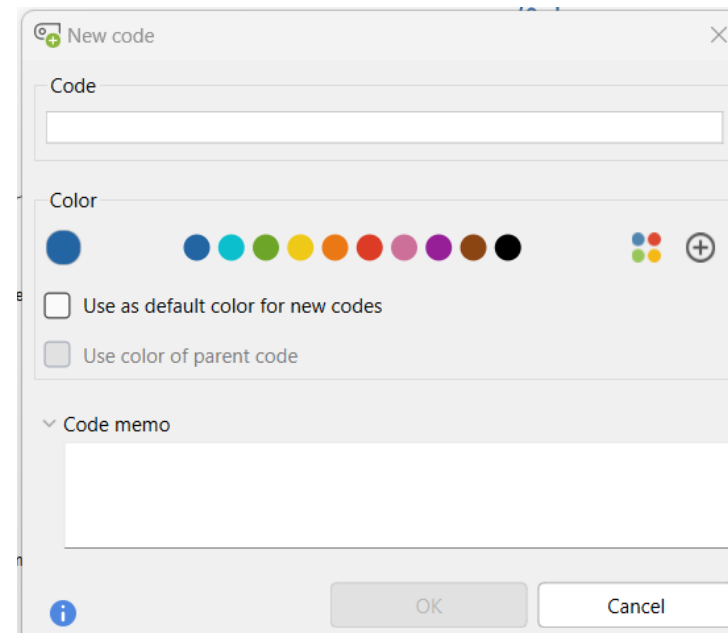 New code
Code
Color
Use as default color for new codes
Use color of parent code
Code memo
OK
Cancel